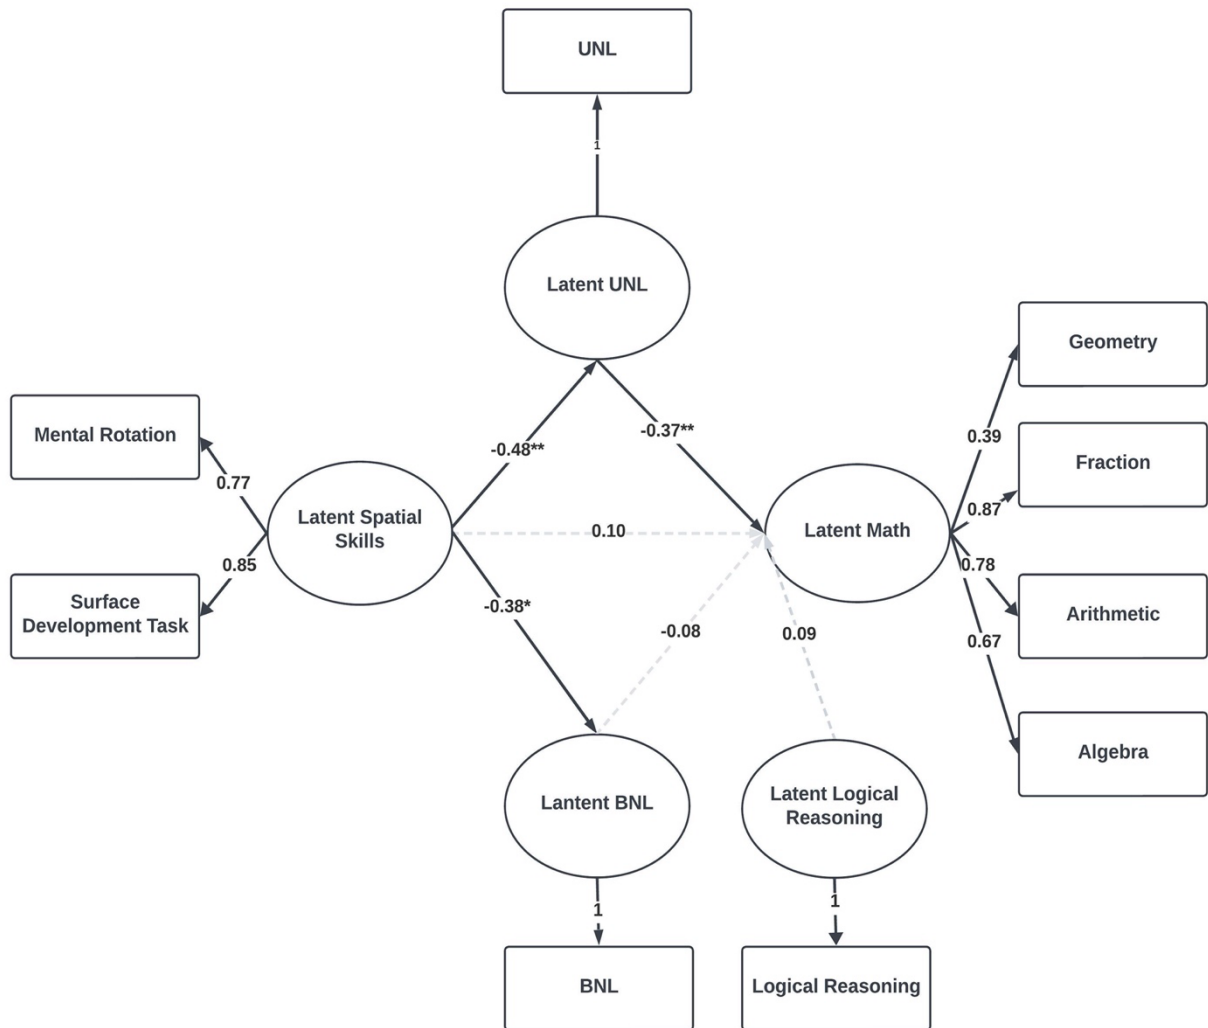 UNL
1
Latent UNL
Geometry
-0.37**
Mental Rotation
0.39
-0.48**
Fraction
0.77
0.87
Latent Spatial
Skills
0.10
Latent Math
0.85
0.78
Surface
Development Task
-0.38*
Arithmetic
-0.08
0.09
0.67
Algebra
Lantent BNL
Latent Logical
Reasoning
1
1
BNL
Logical Reasoning